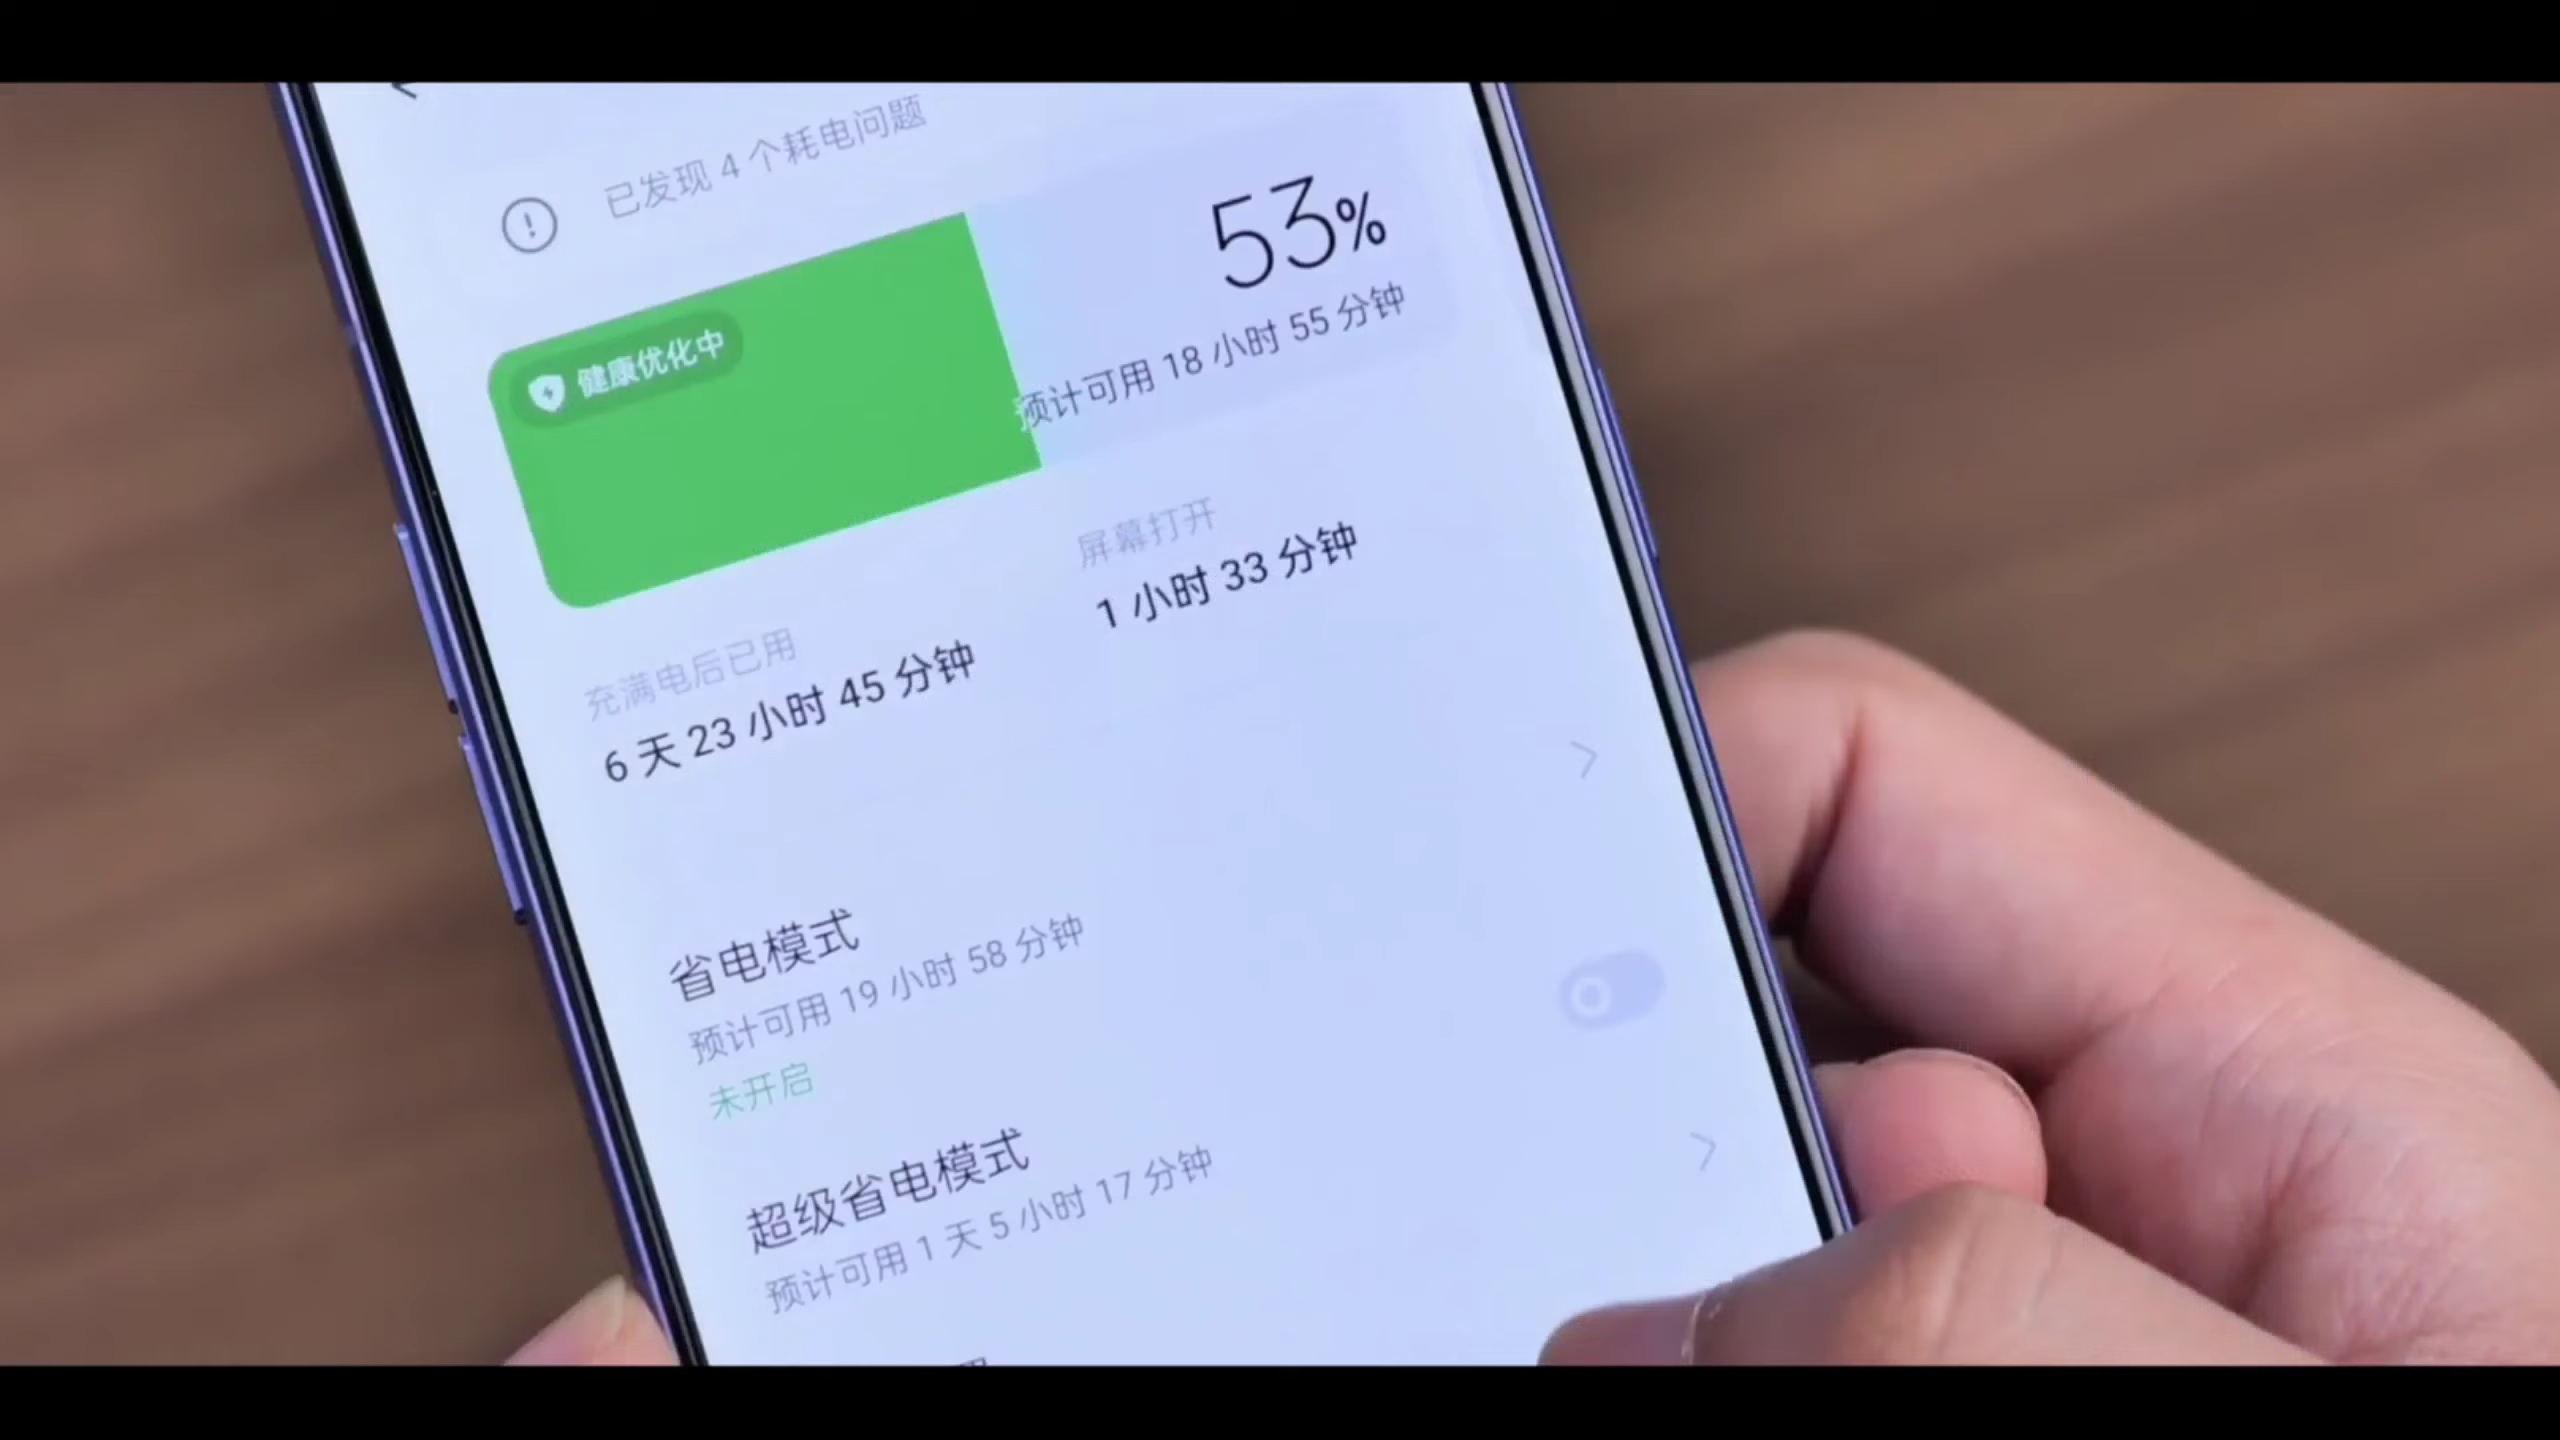 已发现 4 个耗电问题
53%
健康优化中
预计可用 18 小时 55 分钟
屏幕打开
1 小时 33 分钟
充满电后已用
6 天 23 小时 45 分钟
省电模式
预计可用 19 小时 58 分钟
未开启
超级省电模式
预计可用 1 天 5 小时 17 分钟